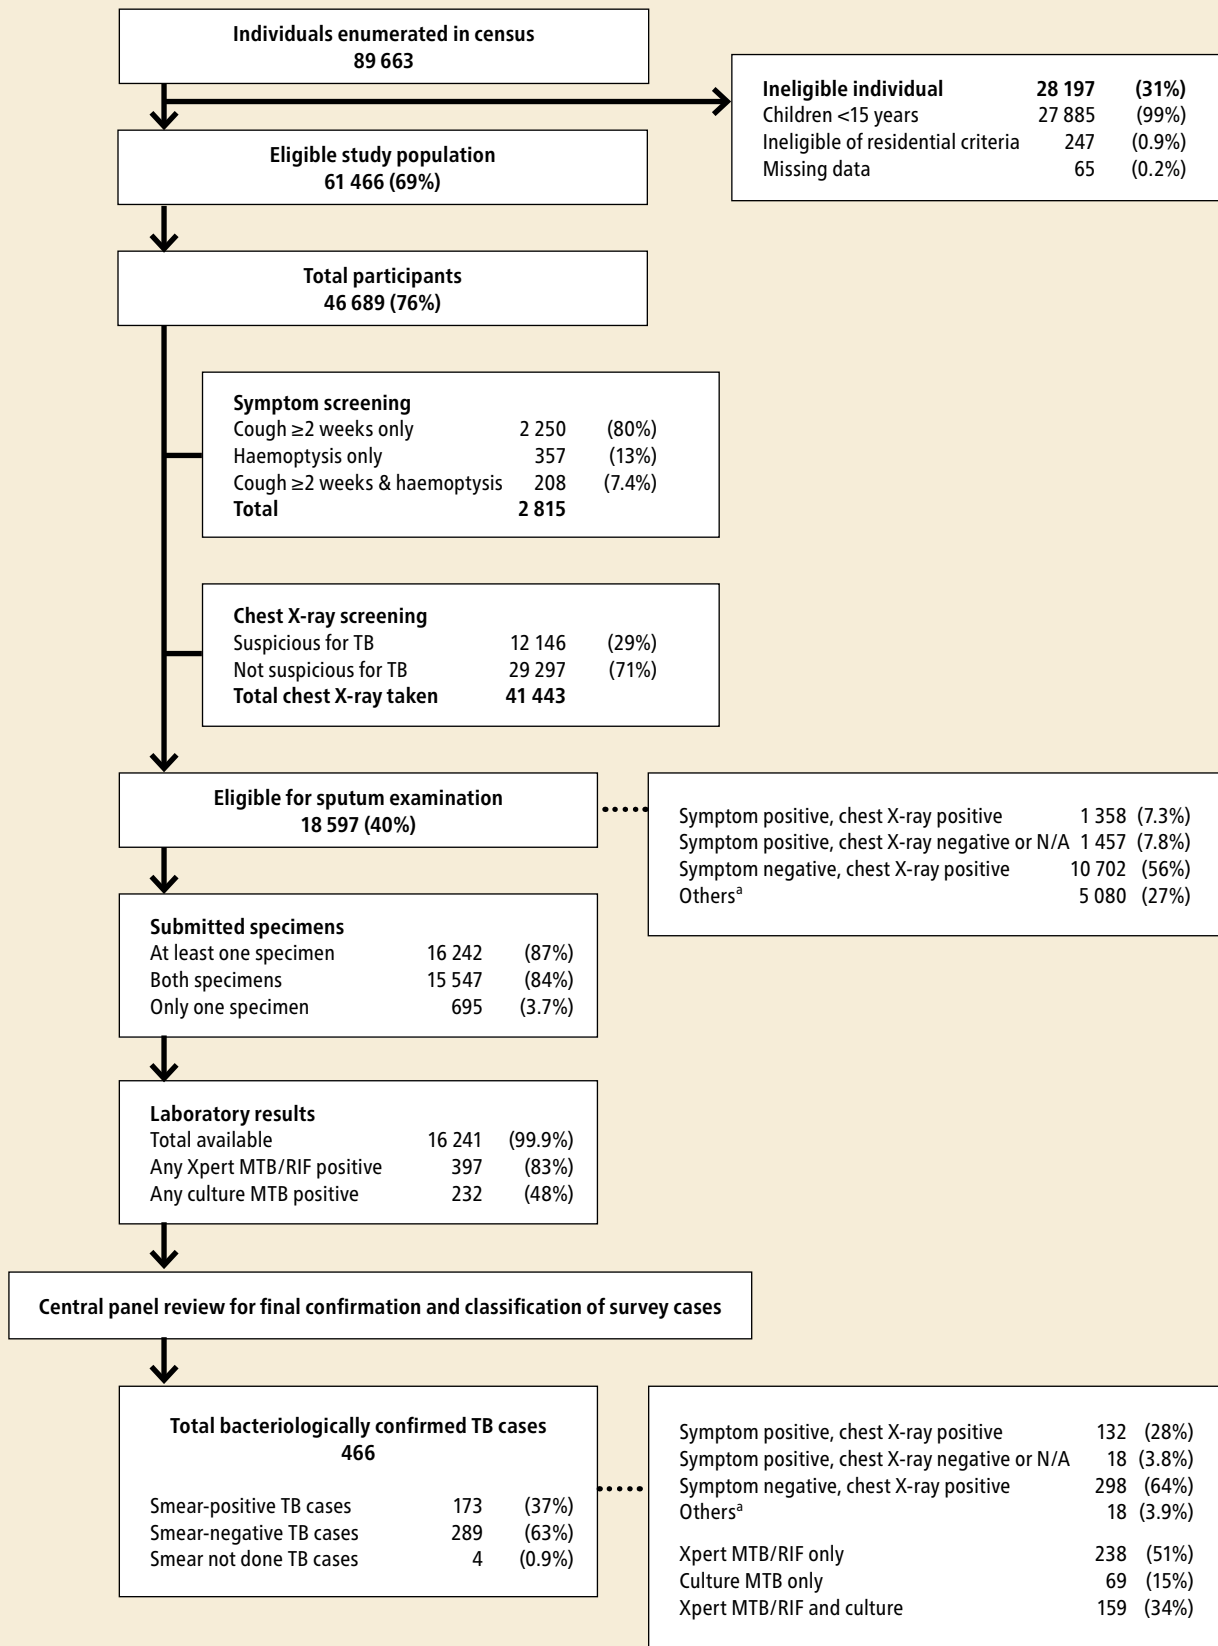 Individuals enumerated in census
89 663
Ineligible individual 28 197 (31%)
Children <15 years 27 885 (99%)
Ineligible of residential criteria 247 (0.9%)
Missing data 65 (0.2%)
Eligible study population
61 466 (69%)
Total participants
46 689 (76%)
Symptom screening
Cough ≥2 weeks only 2 250 (80%)
Haemoptysis only 357 (13%)
Cough ≥2 weeks & haemoptysis 208 (7.4%)
Total 2 815
Chest X-ray screening
Suspicious for TB 12 146 (29%)
Not suspicious for TB 29 297 (71%)
Total chest X-ray taken 41 443
Eligible for sputum examination
18 597 (40%)
Symptom positive, chest X-ray positive 1 358 (7.3%)
Symptom positive, chest X-ray negative or N/A 1 457 (7.8%)
Symptom negative, chest X-ray positive 10 702 (56%)
Others^a 5 080 (27%)
Submitted specimens
At least one specimen 16 242 (87%)
Both specimens 15 547 (84%)
Only one specimen 695 (3.7%)
Laboratory results
Total available 16 241 (99.9%)
Any Xpert MTB/RIF positive 397 (83%)
Any culture MTB positive 232 (48%)
Central panel review for final confirmation and classification of survey cases
Total bacteriologically confirmed TB cases
466
Smear-positive TB cases 173 (37%)
Smear-negative TB cases 289 (63%)
Smear not done TB cases 4 (0.9%)
Symptom positive, chest X-ray positive 132 (28%)
Symptom positive, chest X-ray negative or N/A 18 (3.8%)
Symptom negative, chest X-ray positive 298 (64%)
Others^a 18 (3.9%)
Xpert MTB/RIF only 238 (51%)
Culture MTB only 69 (15%)
Xpert MTB/RIF and culture 159 (34%)